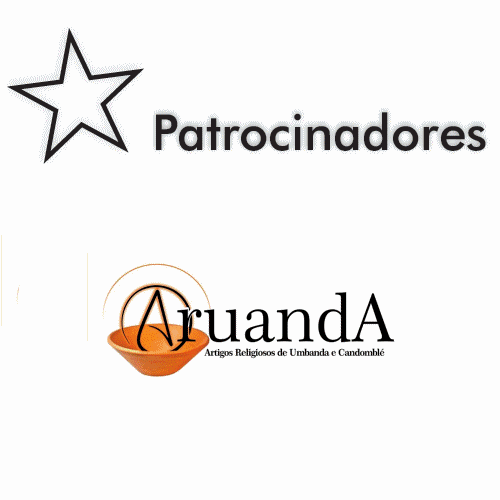 Patrocinadores
AruandA
Artigos Religiosos de Umbanda e Candomblé